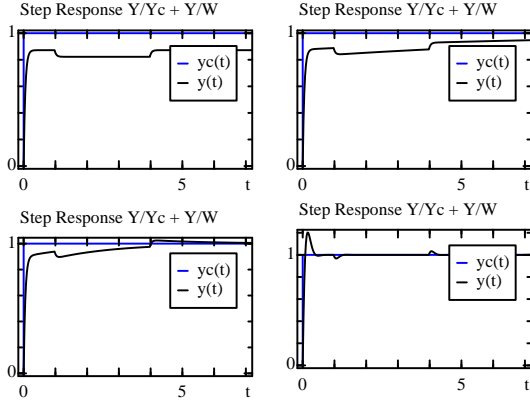 Step Response Y/Yc + Y/W
1
yc(t)
y(t)
0
0
5
t
Step Response Y/Yc + Y/W
1
yc(t)
y(t)
0
0
5
t
Step Response Y/Yc + Y/W
1
yc(t)
y(t)
0
0
5
t
Step Response Y/Yc + Y/W
1
yc(t)
y(t)
0
0
5
t